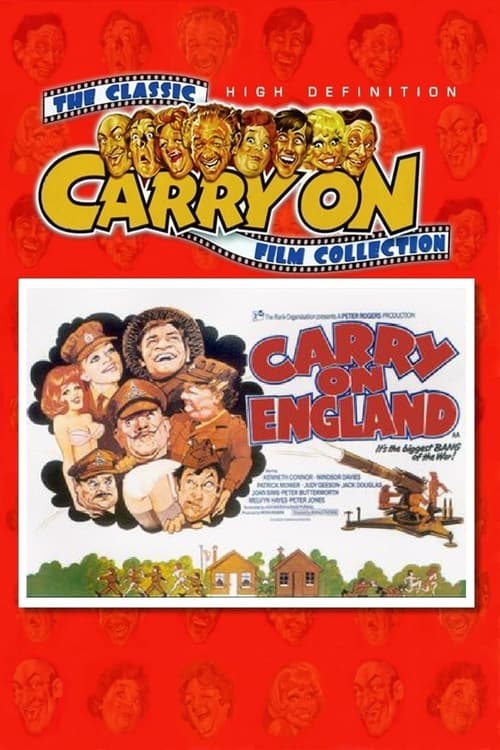 THE CLASSIC
HIGH DEFINITION
CARRY ON
FILM COLLECTION
The Rank Organisation presents A PETER ROGERS PRODUCTION
CARRY
ON
ENGLAND
AA
It's the biggest BANG
of the War!
starring
KENNETH CONNOR · WINDSOR DAVIES
PATRICK MOWER · JUDY GEESON · JACK DOUGLAS
JOAN SIMS · PETER BUTTERWORTH
MELVYN HAYES · PETER JONES